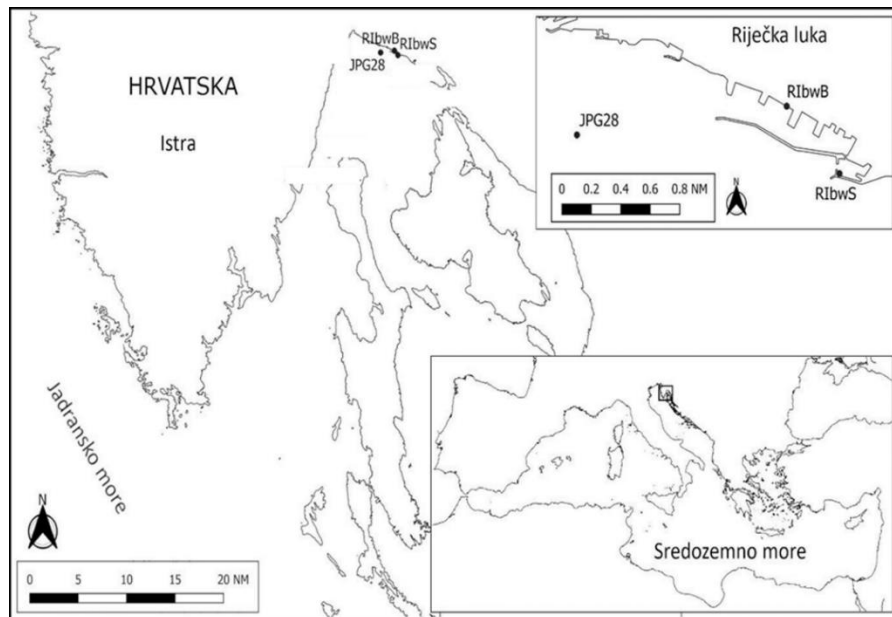 RIbwB
RIbwS
JPG28
HRVATSKA
Istra
Jadransko more
N
0 5 10 15 20 NM
Riječka luka
RIbwB
JPG28
0 0.2 0.4 0.6 0.8 NM
N
RIbwS
Sredozemno more